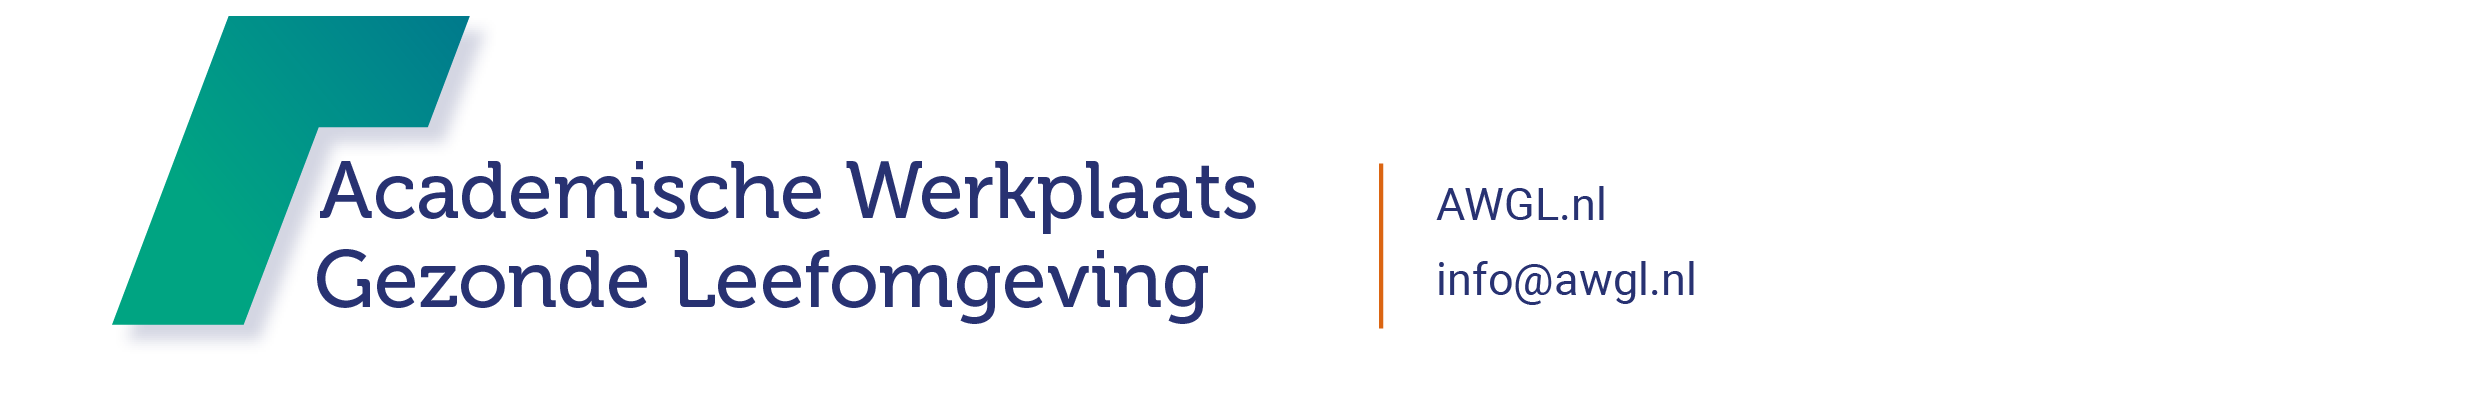 Academische Werkplaats
Gezonde Leefomgeving
AWGL.nl
info@awgl.nl